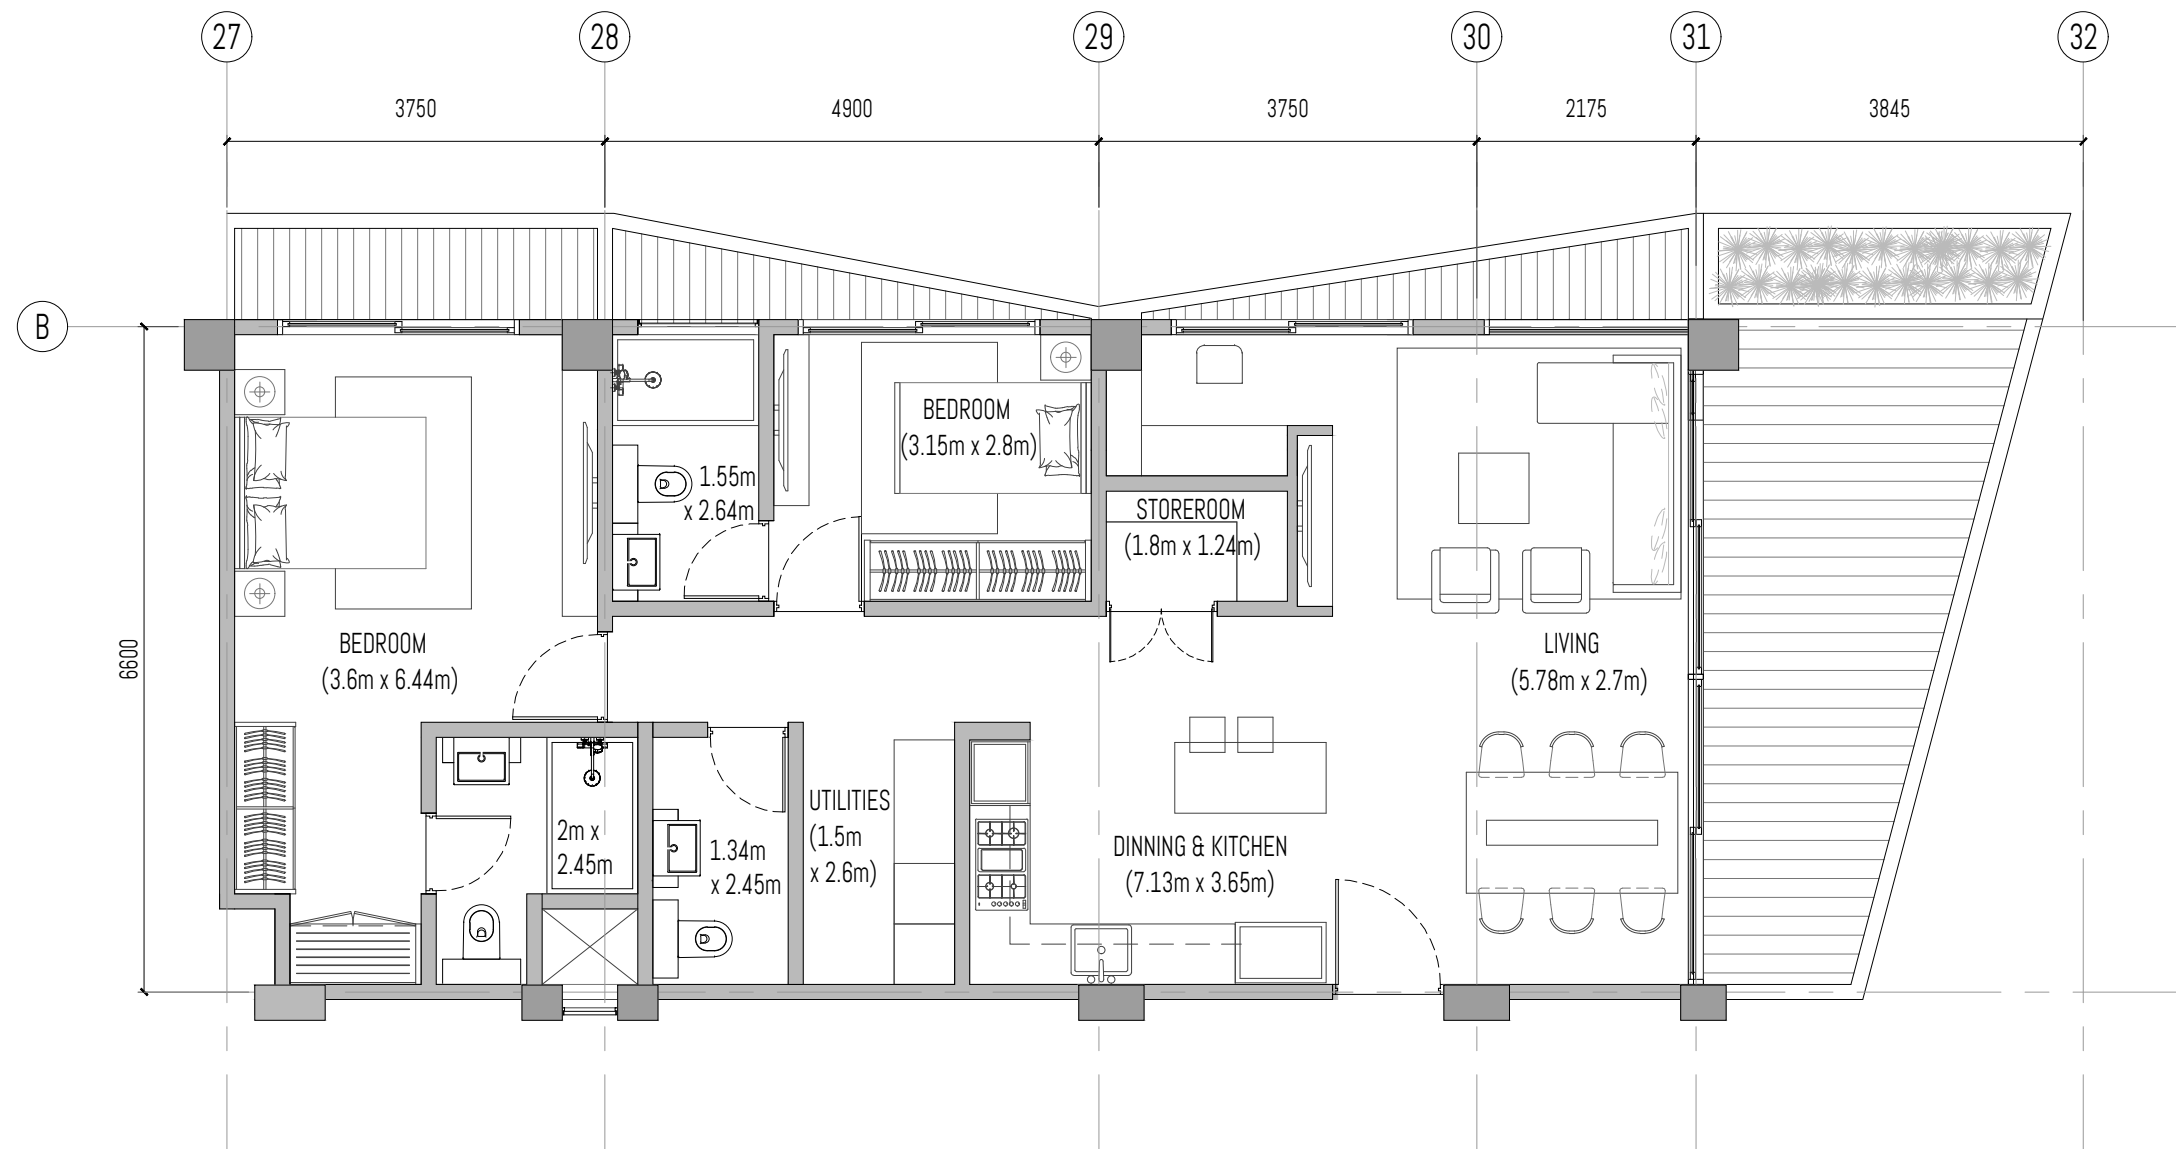 27 28 29 30 31 32
3750 4900 3750 2175 3845
B
6600
BEDROOM
(3.15m x 2.8m)
1.55m
x 2.64m
STOREROOM
(1.8m x 1.24m)
BEDROOM
(3.6m x 6.44m)
LIVING
(5.78m x 2.7m)
2m x
2.45m
1.34m
x 2.45m
UTILITIES
(1.5m
x 2.6m)
DINNING & KITCHEN
(7.13m x 3.65m)